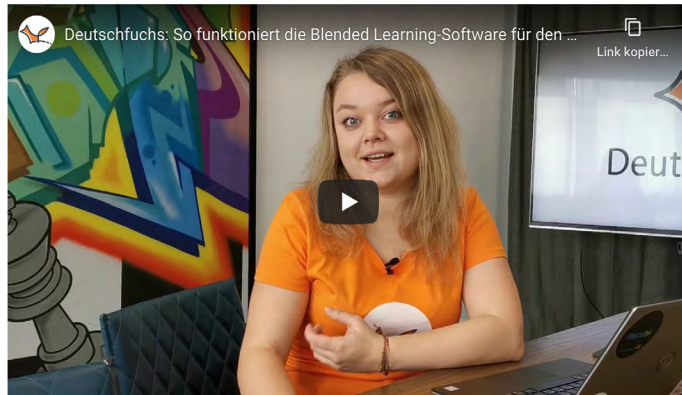 Deutschfuchs: So funktioniert die Blended Learning-Software für den ...
Link kopier...
Deut